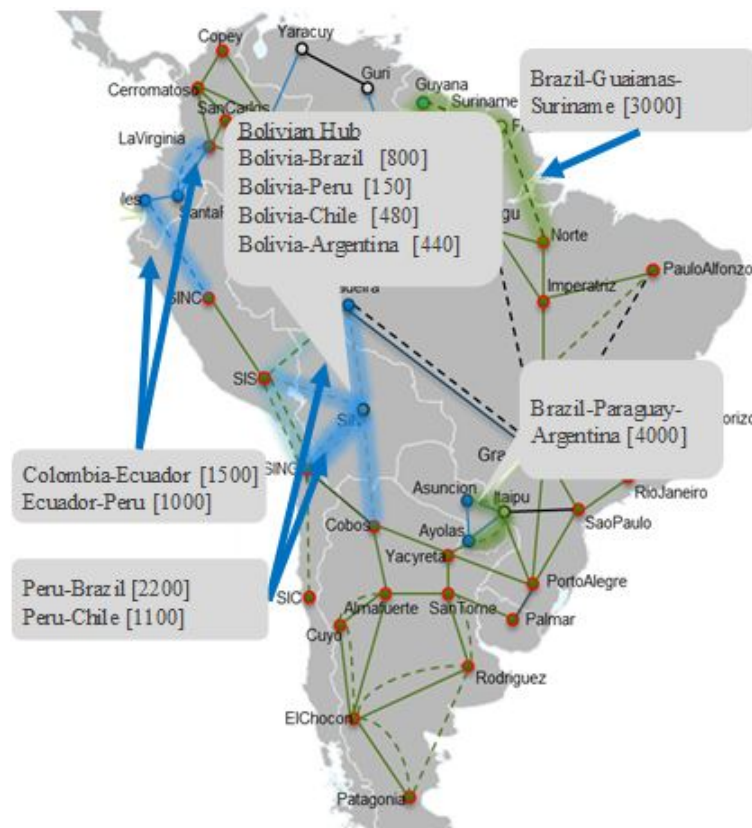 Copey
Yaracuy
Guri
Cerromatoso
Guyana
Suriname
SanCarlos
LaVirginia
Brazil-Guaianas-
Suriname [3000]
Bolivian Hub
Bolivia-Brazil [800]
Bolivia-Peru [150]
Bolivia-Chile [480]
Bolivia-Argentina [440]
Norte
Imperatriz
PauloAlfonzo
SINC
SIS
Brazil-Paraguay-
Argentina [4000]
Colombia-Ecuador [1500]
Ecuador-Peru [1000]
SING
Asuncion
Itaipu
RioJaneiro
Ayolas
SaoPaulo
Cobos
Yacyreta
Peru-Brazil [2200]
Peru-Chile [1100]
SIC
Almafuerte
SanTorne
PortoAlegre
Palmar
Cuyo
Rodriguez
ElChocon
Patagonia